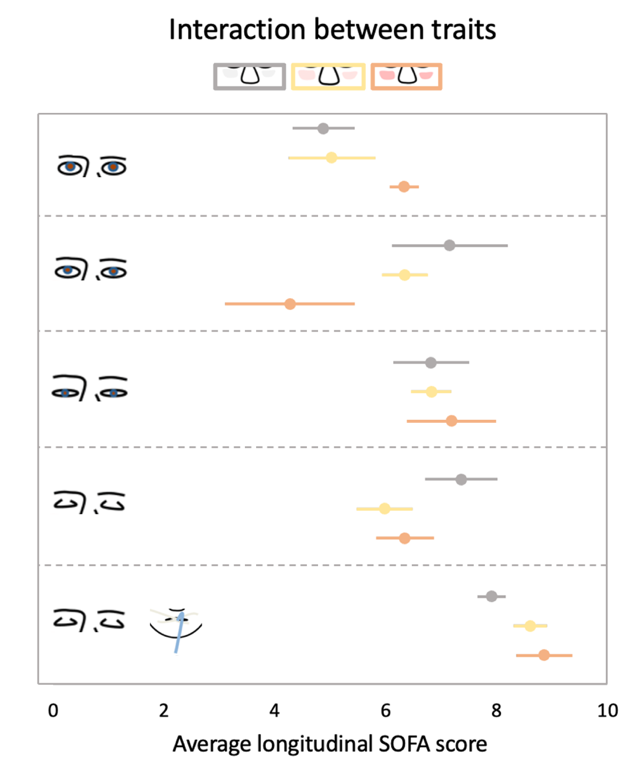 Interaction between traits
0 2 4 6 8 10
Average longitudinal SOFA score